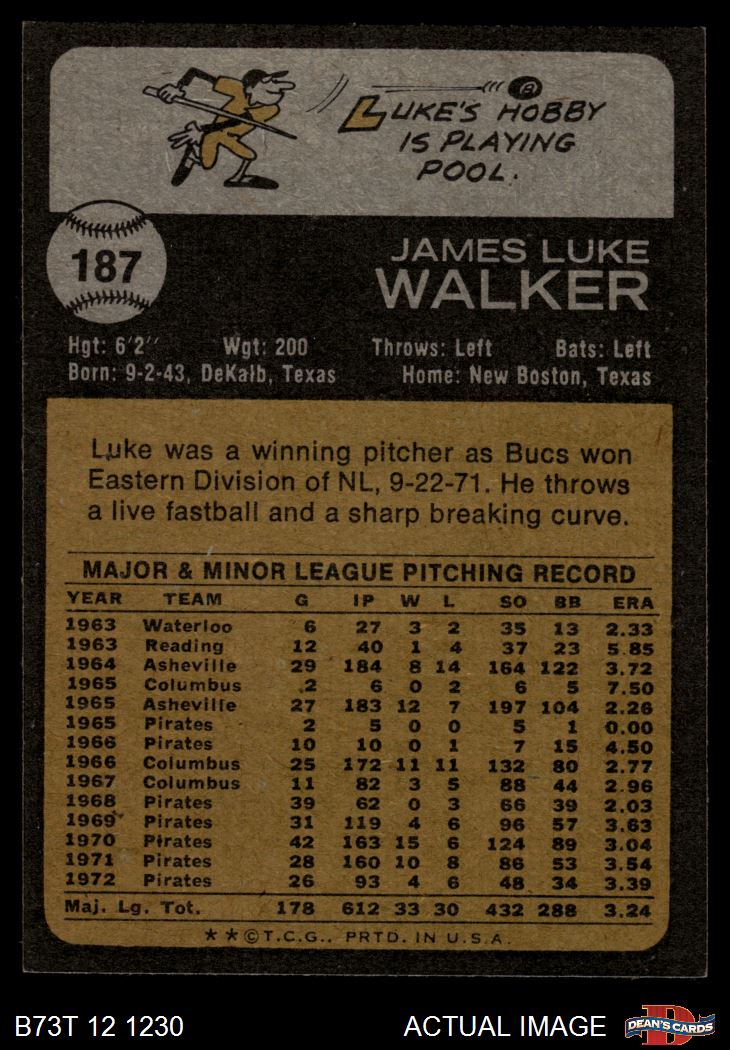 8
LUKE'S HOBBY
IS PLAYING
POOL.
187
JAMES LUKE
WALKER
Hgt: 6'2" Wgt: 200 Throws: Left Bats: Left
Born: 9-2-43, DeKalb, Texas Home: New Boston, Texas
Luke was a winning pitcher as Bucs won
Eastern Division of NL, 9-22-71. He throws
a live fastball and a sharp breaking curve.
MAJOR & MINOR LEAGUE PITCHING RECORD
YEAR TEAM G IP W L SO BB ERA
1963 Waterloo 6 27 3 2 35 13 2.33
1963 Reading 12 40 1 4 37 23 5.85
1964 Asheville 29 184 8 14 164 122 3.72
1965 Columbus 2 6 0 2 6 5 7.50
1965 Asheville 27 183 12 7 197 104 2.26
1965 Pirates 2 5 0 0 5 1 0.00
1966 Pirates 10 10 0 1 7 15 4.50
1966 Columbus 25 172 11 11 132 80 2.77
1967 Columbus 11 82 3 5 88 44 2.96
1968 Pirates 39 62 0 3 66 39 2.03
1969 Pirates 31 119 4 6 96 57 3.63
1970 Pirates 42 163 15 6 124 89 3.04
1971 Pirates 28 160 10 8 86 53 3.54
1972 Pirates 26 93 4 6 48 34 3.39
Maj. Lg. Tot. 178 612 33 30 432 288 3.24
**©T.C.G., PRTD. IN U.S.A.
B73T 12 1230 ACTUAL IMAGE
D
DEAN'S CARDS